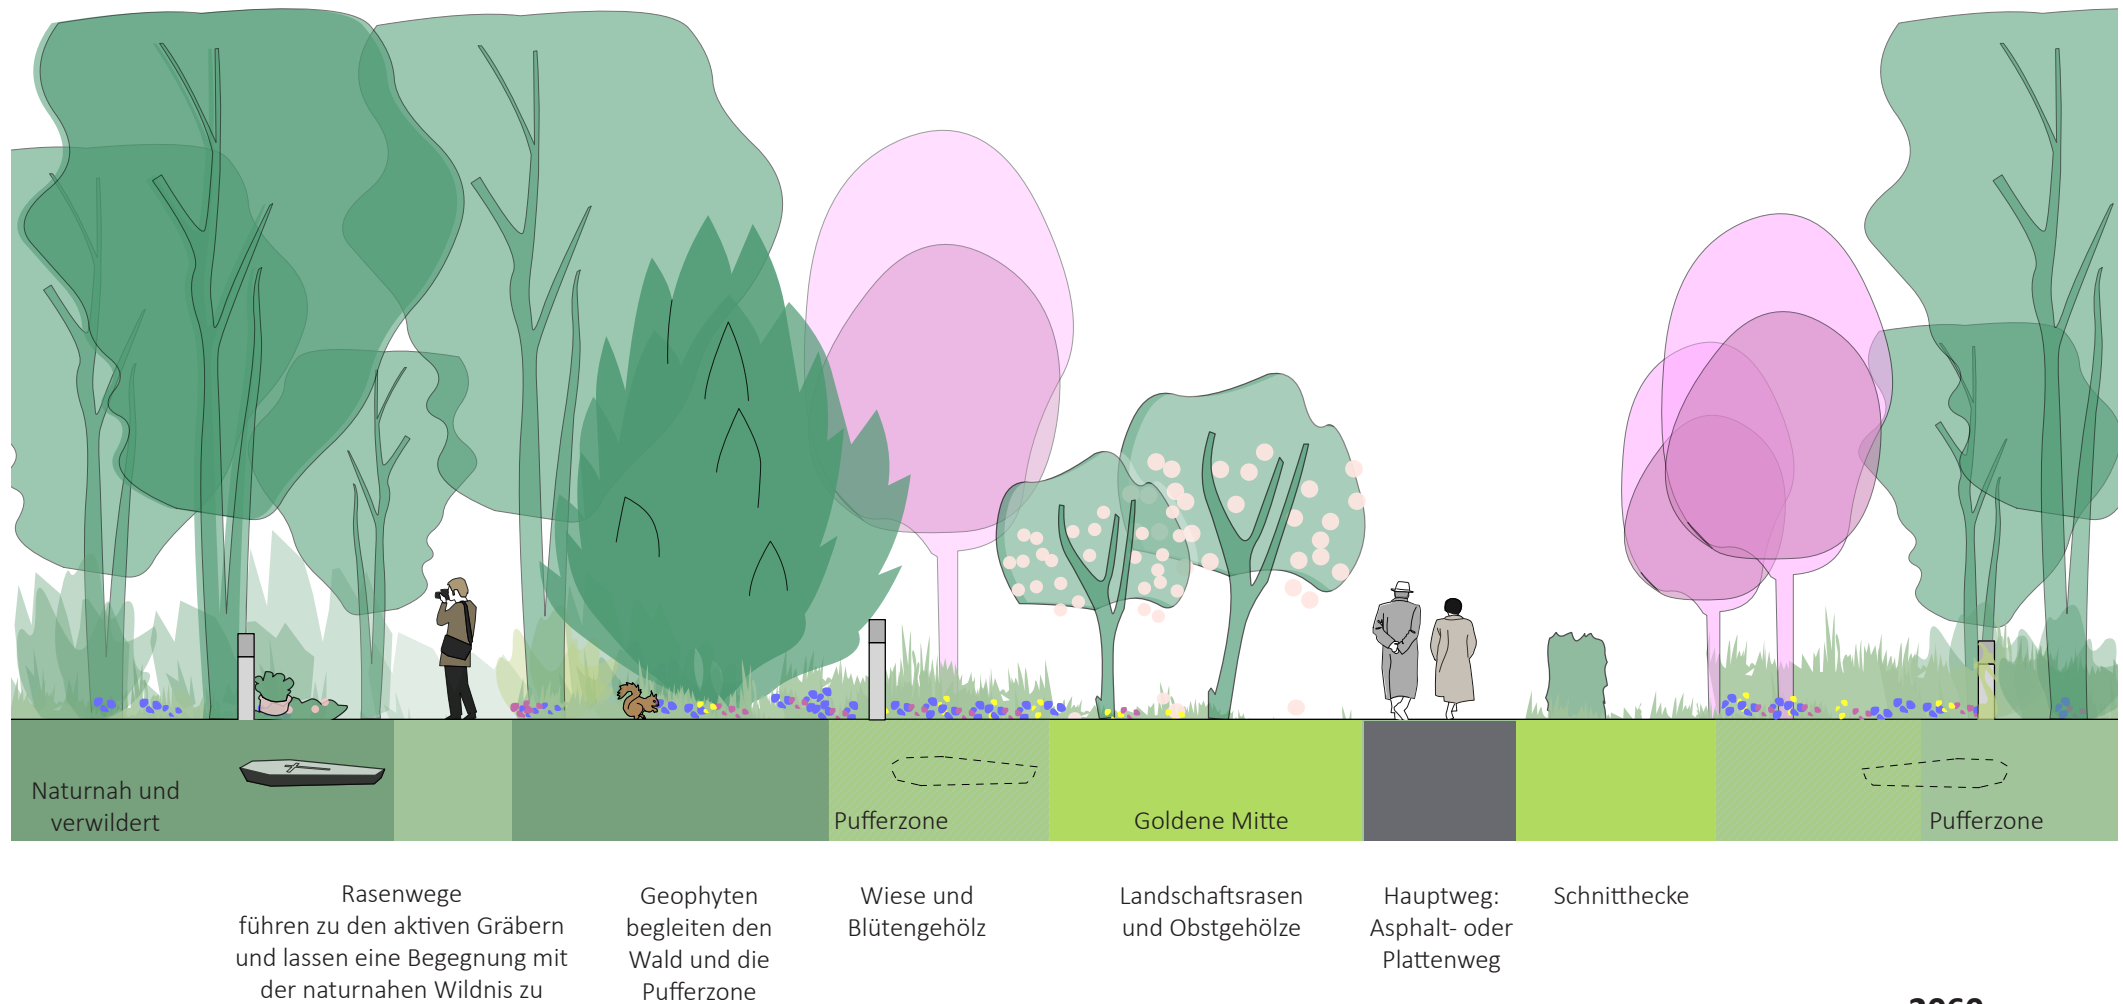 Naturnah und
verwildert
Pufferzone
Goldene Mitte
Pufferzone
Rasenwege
führen zu den aktiven Gräbern
und lassen eine Begegnung mit
der naturnahen Wildnis zu
Geophyten
begleiten den
Wald und die
Pufferzone
Wiese und
Blütengehölz
Landschaftsrasen
und Obstgehölze
Hauptweg:
Asphalt- oder
Plattenweg
Schnitthecke